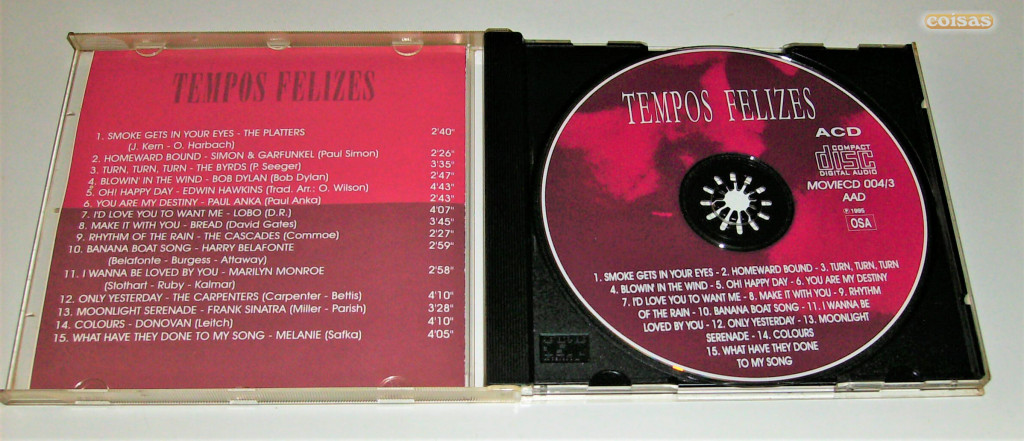 coisas
TEMPOS FELIZES
1. SMOKE GETS IN YOUR EYES - THE PLATTERS 2'40"
(J. Kern - O. Harbach)
2. HOMEWARD BOUND - SIMON & GARFUNKEL (Paul Simon) 2'26"
3. TURN, TURN, TURN - THE BYRDS (P. Seeger) 3'35"
4. BLOWIN' IN THE WIND - BOB DYLAN (Bob Dylan) 2'47"
5. OH! HAPPY DAY - EDWIN HAWKINS (Trad. Arr.: O. Wilson) 4'43"
6. YOU ARE MY DESTINY - PAUL ANKA (Paul Anka) 2'43"
7. I'D LOVE YOU TO WANT ME - LOBO (D.R.) 4'07"
8. MAKE IT WITH YOU - BREAD (David Gates) 3'45"
9. RHYTHM OF THE RAIN - THE CASCADES (Commoe) 2'27"
10. BANANA BOAT SONG - HARRY BELAFONTE 2'59"
(Belafonte - Burgess - Attaway)
11. I WANNA BE LOVED BY YOU - MARILYN MONROE 2'58"
(Stothart - Ruby - Kalmar)
12. ONLY YESTERDAY - THE CARPENTERS (Carpenter - Bettis) 4'10"
13. MOONLIGHT SERENADE - FRANK SINATRA (Miller - Parish) 3'28"
14. COLOURS - DONOVAN (Leitch) 4'10"
15. WHAT HAVE THEY DONE TO MY SONG - MELANIE (Safka) 4'05"
TEMPOS FELIZES
ACD
COMPACT
disc
DIGITAL AUDIO
MOVIECD 004/3
AAD
℗ 1995
OSA
1. SMOKE GETS IN YOUR EYES - 2. HOMEWARD BOUND - 3. TURN, TURN, TURN
4. BLOWIN' IN THE WIND - 5. OH! HAPPY DAY - 6. YOU ARE MY DESTINY
7. I'D LOVE YOU TO WANT ME - 8. MAKE IT WITH YOU - 9. RHYTHM
OF THE RAIN - 10. BANANA BOAT SONG - 11. I WANNA BE
LOVED BY YOU - 12. ONLY YESTERDAY - 13. MOONLIGHT
SERENADE - 14. COLOURS
15. WHAT HAVE THEY DONE
TO MY SONG